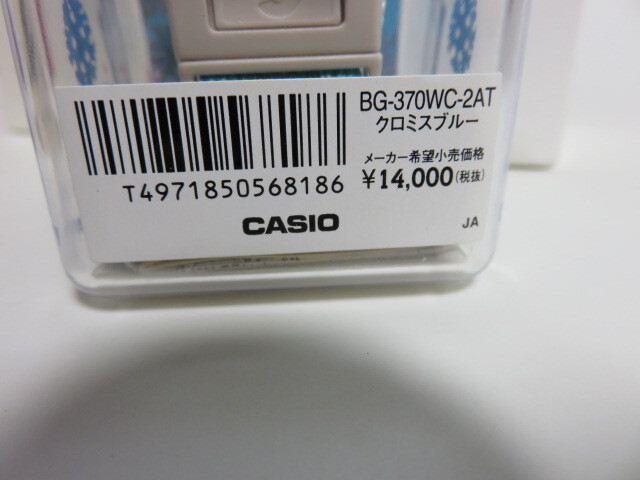 BG-370WC-2AT
クロミスブルー
メーカー希望小売価格
T4971850568186 ¥14,000(税抜)
CASIO
JA